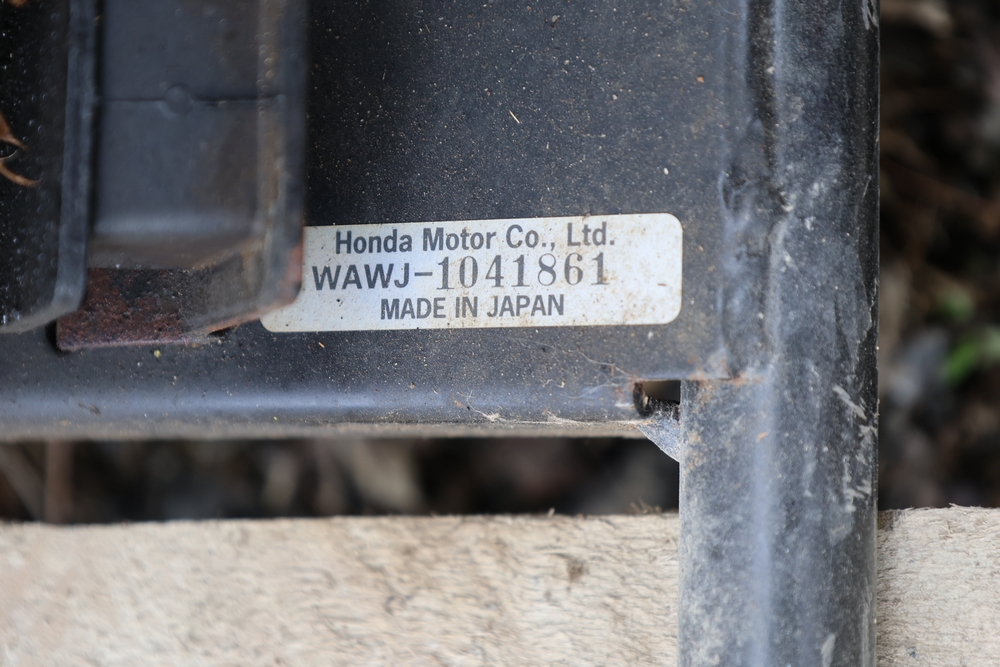 Honda Motor Co., Ltd.
WAWJ-1041861
MADE IN JAPAN